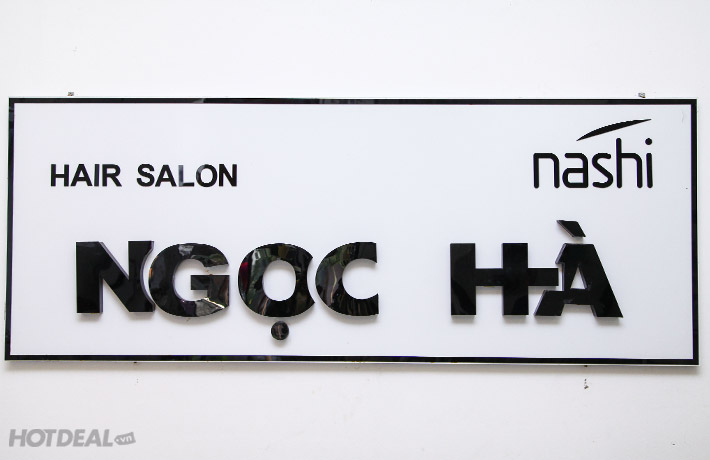 HAIR SALON
nashi
NGỌC HÀ
HOTDEAL.vn